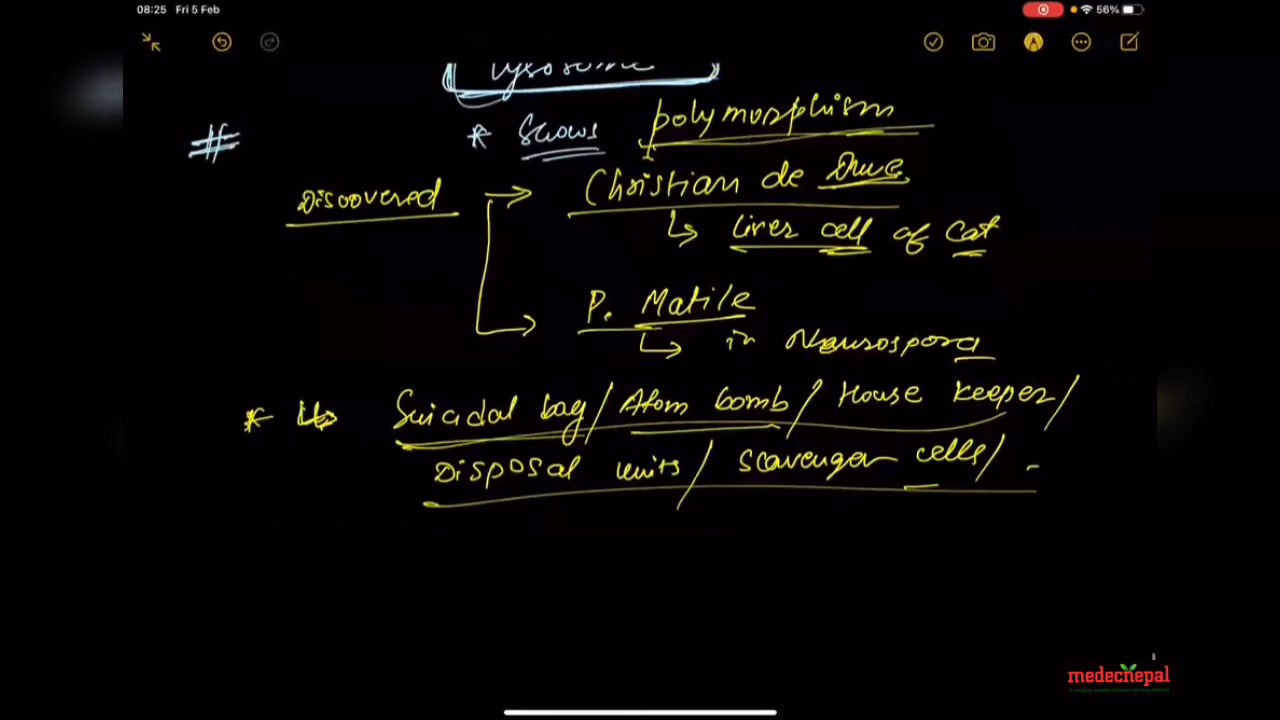 08:25 Fri 5 Feb 56%
Lysosome
# * Shows polymorphism
Discovered → Christian de Duve.
↳ Liver cell of Cat
→ P. Matile
↳ in Neurospora
* It's Suicidal bag/Atom bomb/House keeper/
Disposal units/Scavenger cells/
medecnepal